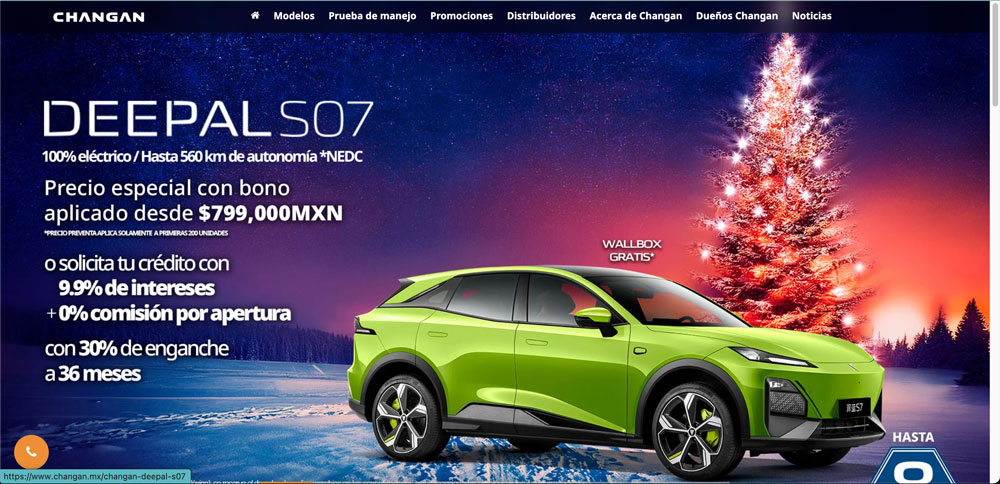 CHANGAN
Modelos Prueba de manejo Promociones Distribuidores Acerca de Changan Dueños Changan Noticias
DEEPAL S07
100% eléctrico / Hasta 560 km de autonomía *NEDC
Precio especial con bono
aplicado desde $799,000MXN
*PRECIO PREVENTA APLICA SOLAMENTE A PRIMERAS 200 UNIDADES
WALLBOX
GRATIS*
o solicita tu crédito con
9.9% de intereses
+ 0% comisión por apertura
con 30% de enganche
a 36 meses
S7
HASTA
https://www.changan.mx/changan-deepal-s07